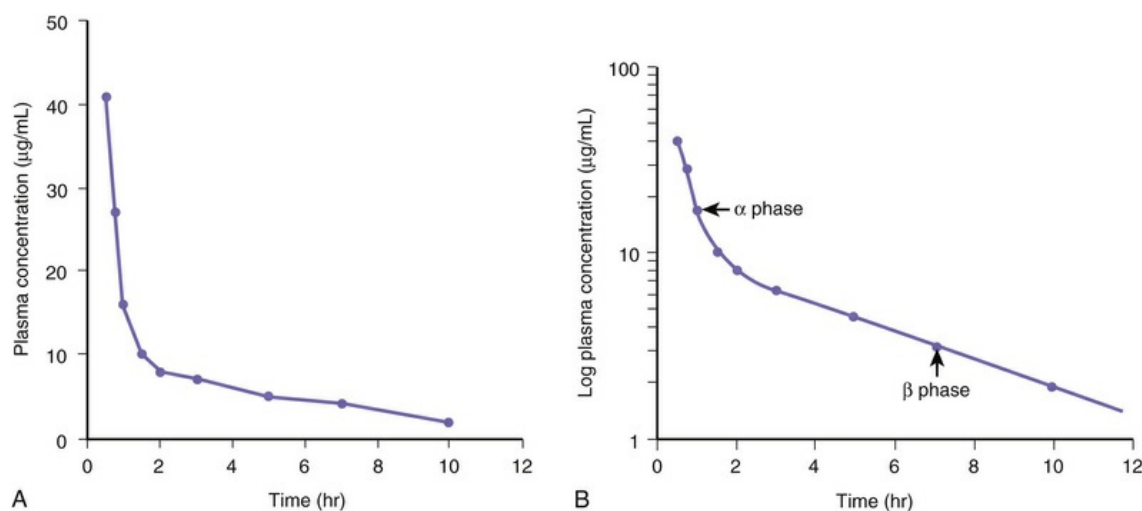 50
40
30
20
10
0
0 2 4 6 8 10 12
Plasma concentration (μg/mL)
Time (hr)
A
100
10
1
0 2 4 6 8 10 12
Log plasma concentration (μg/mL)
α phase
β phase
Time (hr)
B